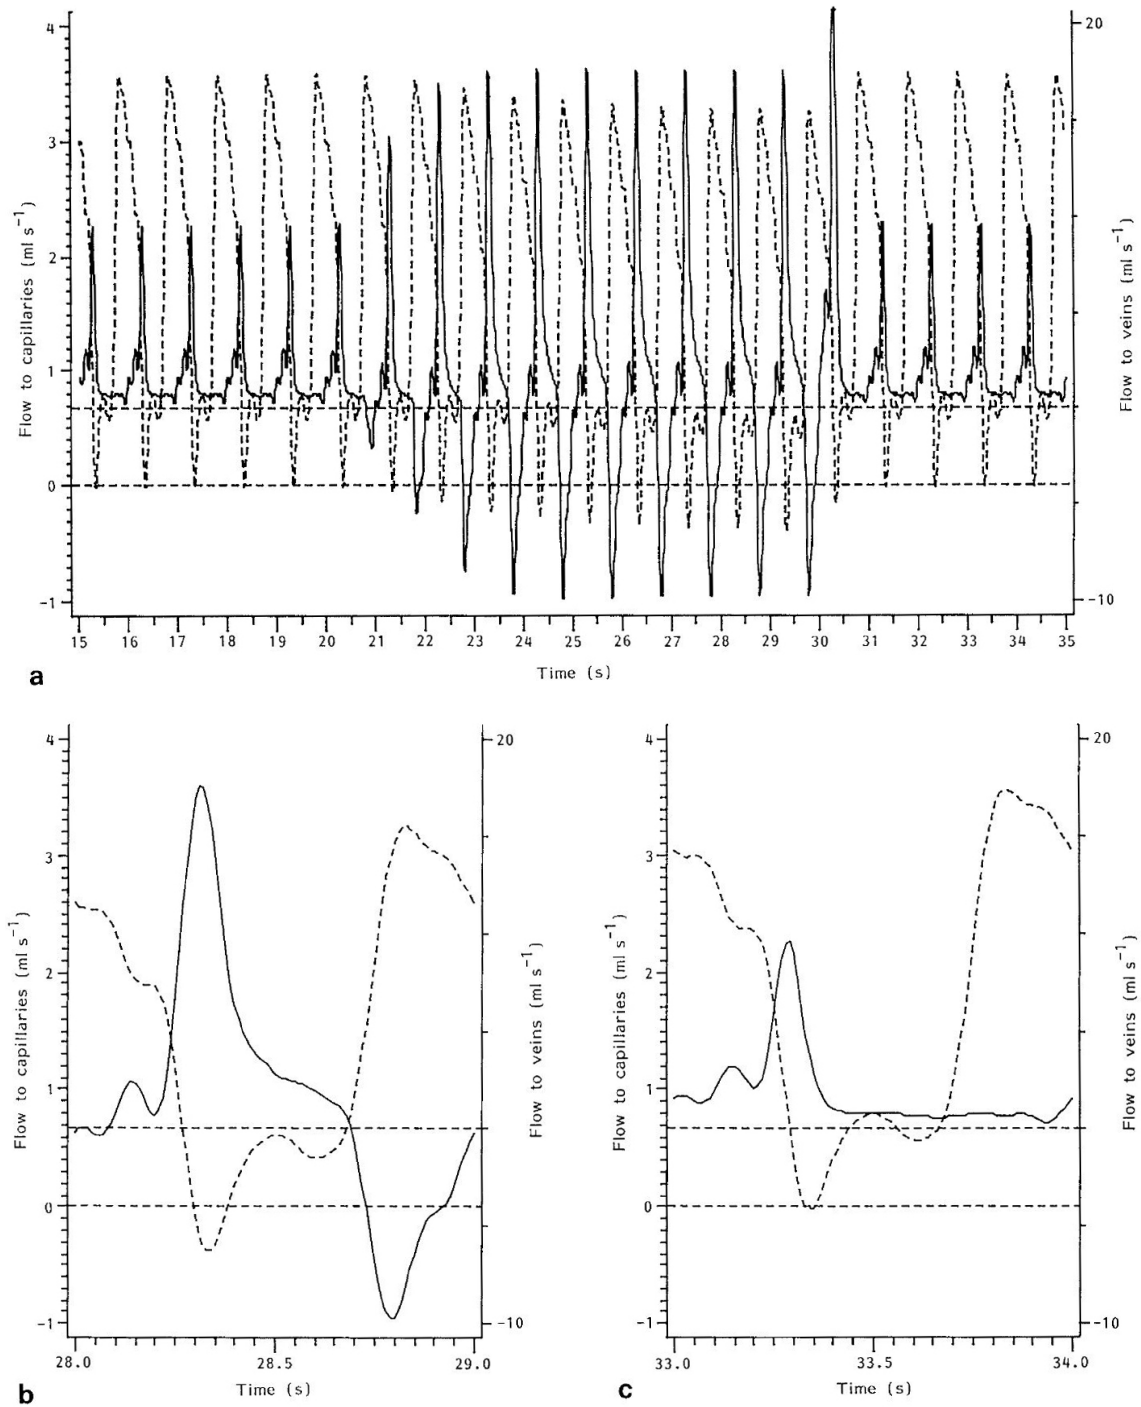 4
3
2
1
0
-1
Flow to capillaries (ml s⁻¹)
20
-10
Flow to veins (ml s⁻¹)
15 16 17 18 19 20 21 22 23 24 25 26 27 28 29 30 31 32 33 34 35
Time (s)
a
4
3
2
1
0
-1
Flow to capillaries (ml s⁻¹)
20
-10
Flow to veins (ml s⁻¹)
28.0 28.5 29.0
Time (s)
b
4
3
2
1
0
-1
Flow to capillaries (ml s⁻¹)
20
-10
Flow to veins (ml s⁻¹)
33.0 33.5 34.0
Time (s)
c